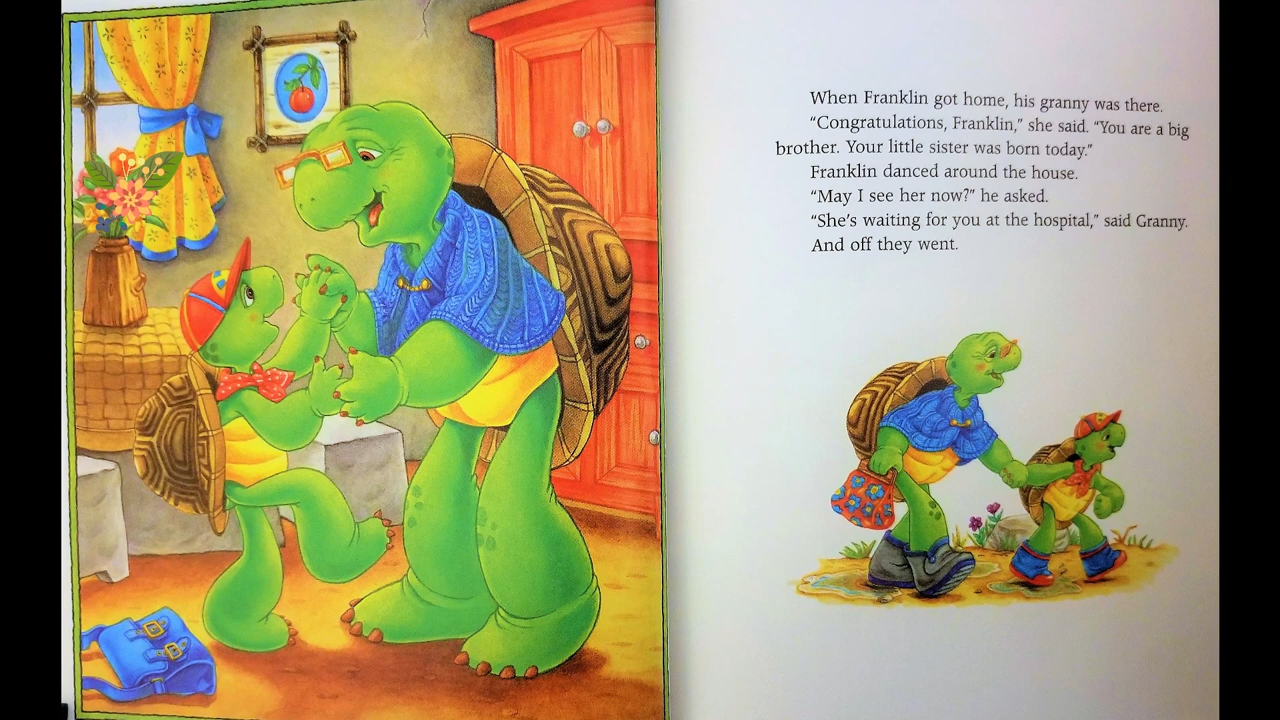 When Franklin got home, his granny was there.
“Congratulations, Franklin,” she said. “You are a big
brother. Your little sister was born today.”
Franklin danced around the house.
“May I see her now?” he asked.
“She’s waiting for you at the hospital,” said Granny.
And off they went.